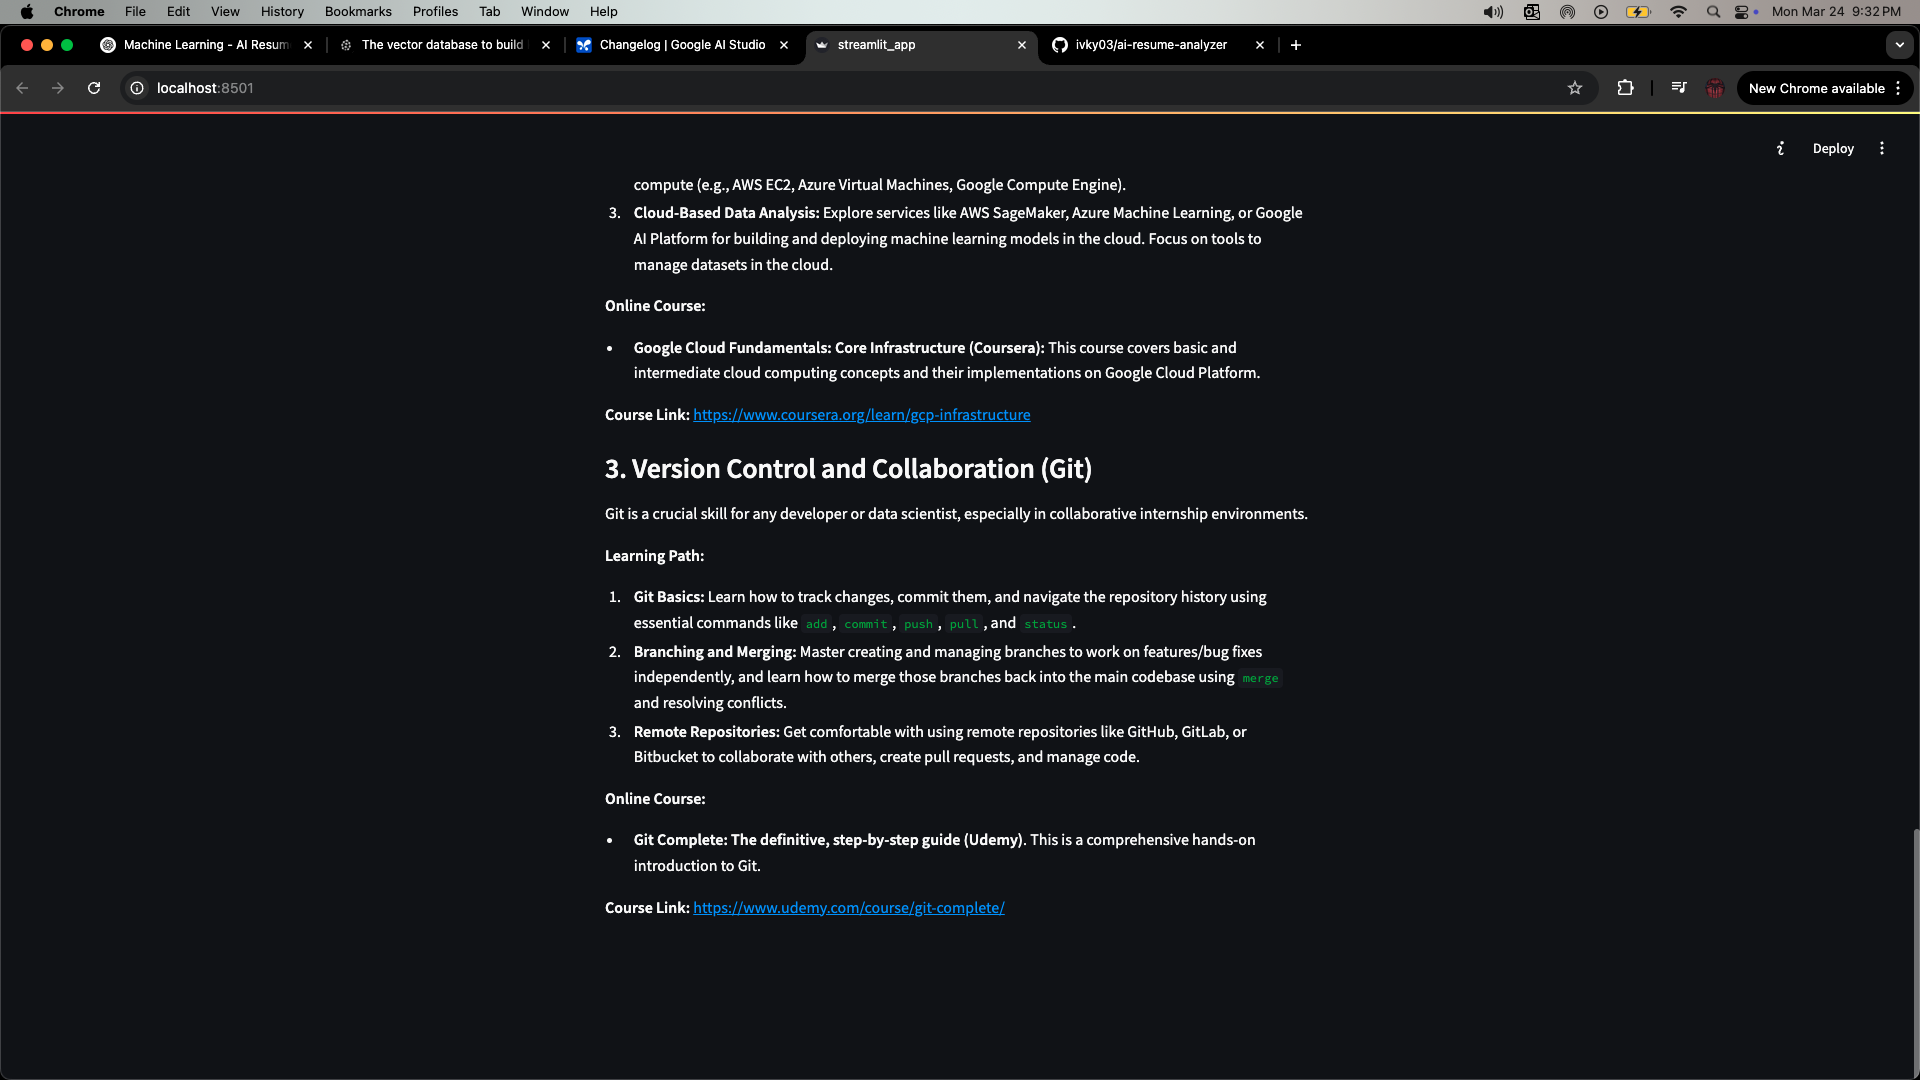 Chrome File Edit View History Bookmarks Profiles Tab Window Help Mon Mar 24 9:32 PM
Machine Learning - AI Resum The vector database to build Changelog | Google AI Studio streamlit_app ivky03/ai-resume-analyzer
localhost:8501 New Chrome available
Deploy
compute (e.g., AWS EC2, Azure Virtual Machines, Google Compute Engine).
3. Cloud-Based Data Analysis: Explore services like AWS SageMaker, Azure Machine Learning, or Google
AI Platform for building and deploying machine learning models in the cloud. Focus on tools to
manage datasets in the cloud.
Online Course:
• Google Cloud Fundamentals: Core Infrastructure (Coursera): This course covers basic and
intermediate cloud computing concepts and their implementations on Google Cloud Platform.
Course Link: https://www.coursera.org/learn/gcp-infrastructure
3. Version Control and Collaboration (Git)
Git is a crucial skill for any developer or data scientist, especially in collaborative internship environments.
Learning Path:
1. Git Basics: Learn how to track changes, commit them, and navigate the repository history using
essential commands like add, commit, push, pull, and status.
2. Branching and Merging: Master creating and managing branches to work on features/bug fixes
independently, and learn how to merge those branches back into the main codebase using merge
and resolving conflicts.
3. Remote Repositories: Get comfortable with using remote repositories like GitHub, GitLab, or
Bitbucket to collaborate with others, create pull requests, and manage code.
Online Course:
• Git Complete: The definitive, step-by-step guide (Udemy). This is a comprehensive hands-on
introduction to Git.
Course Link: https://www.udemy.com/course/git-complete/